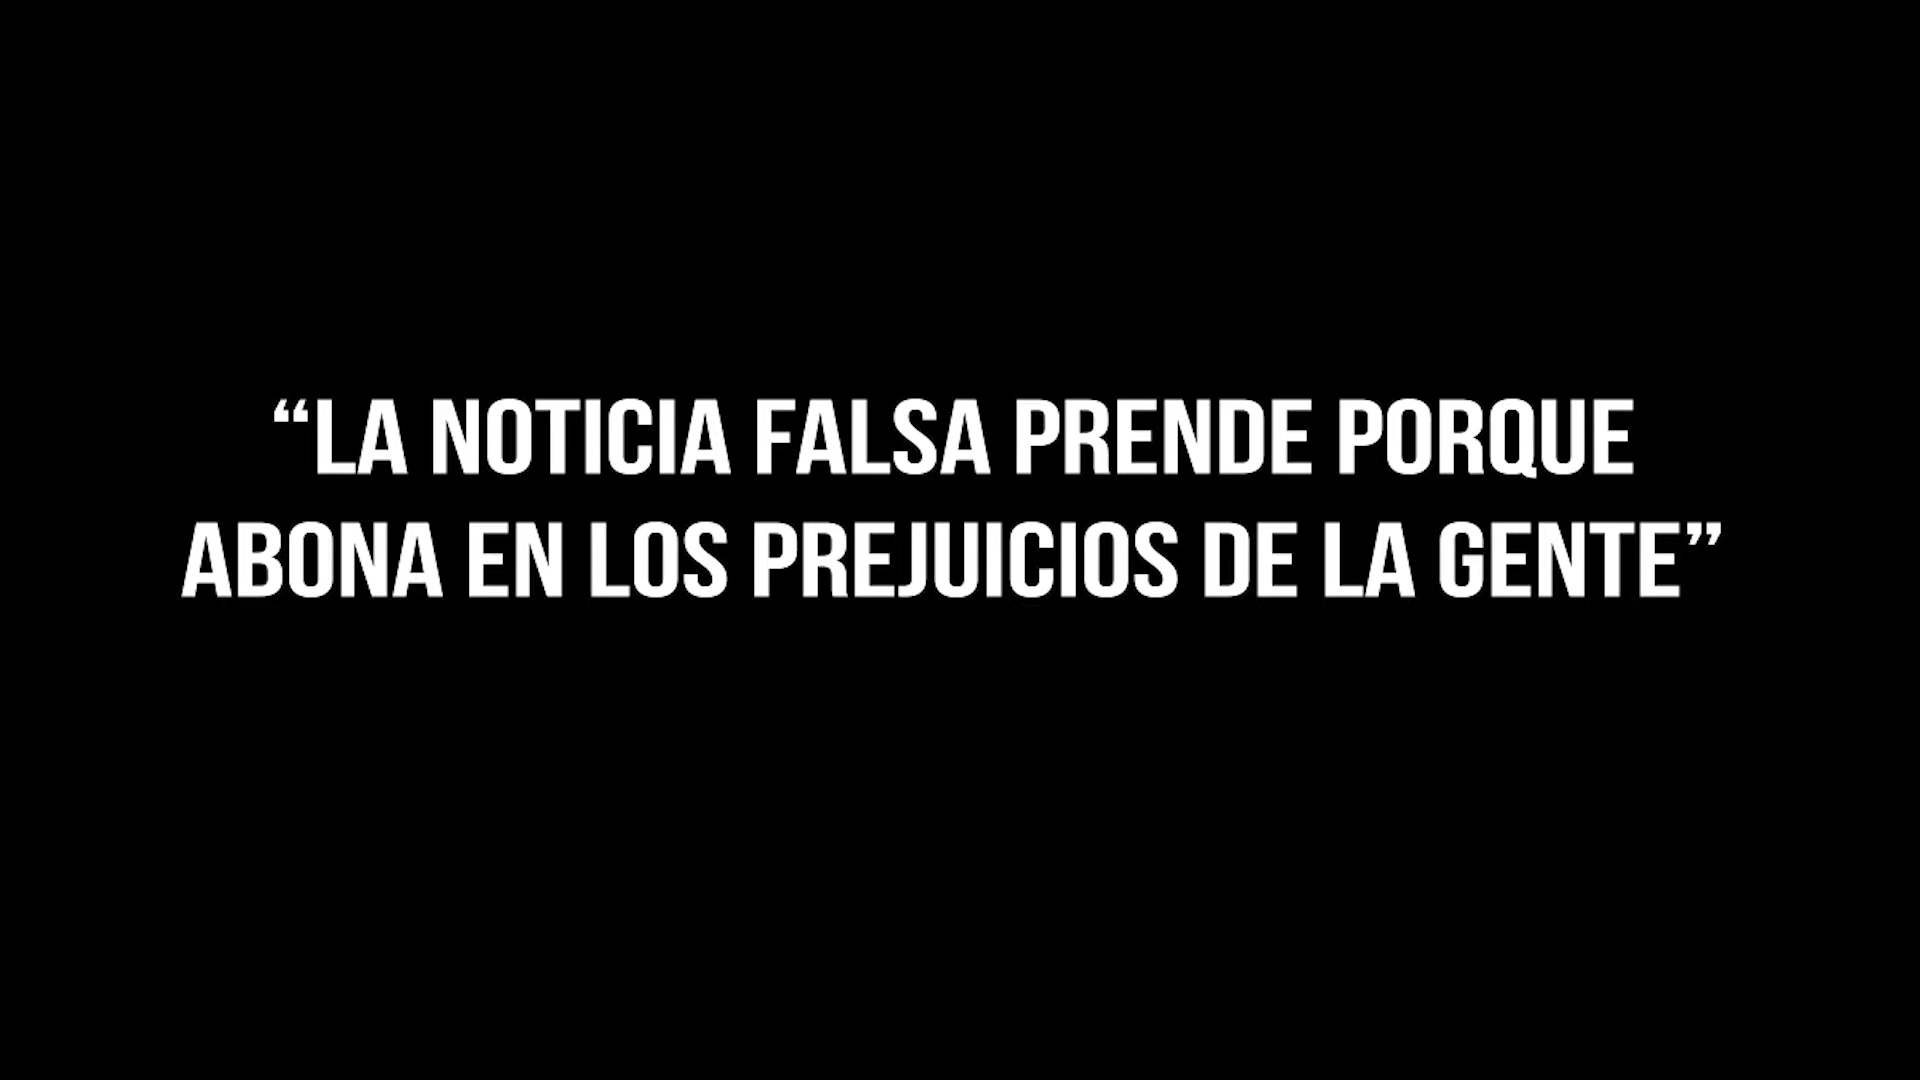 “LA NOTICIA FALSA PRENDE PORQUE
ABONA EN LOS PREJUICIOS DE LA GENTE”